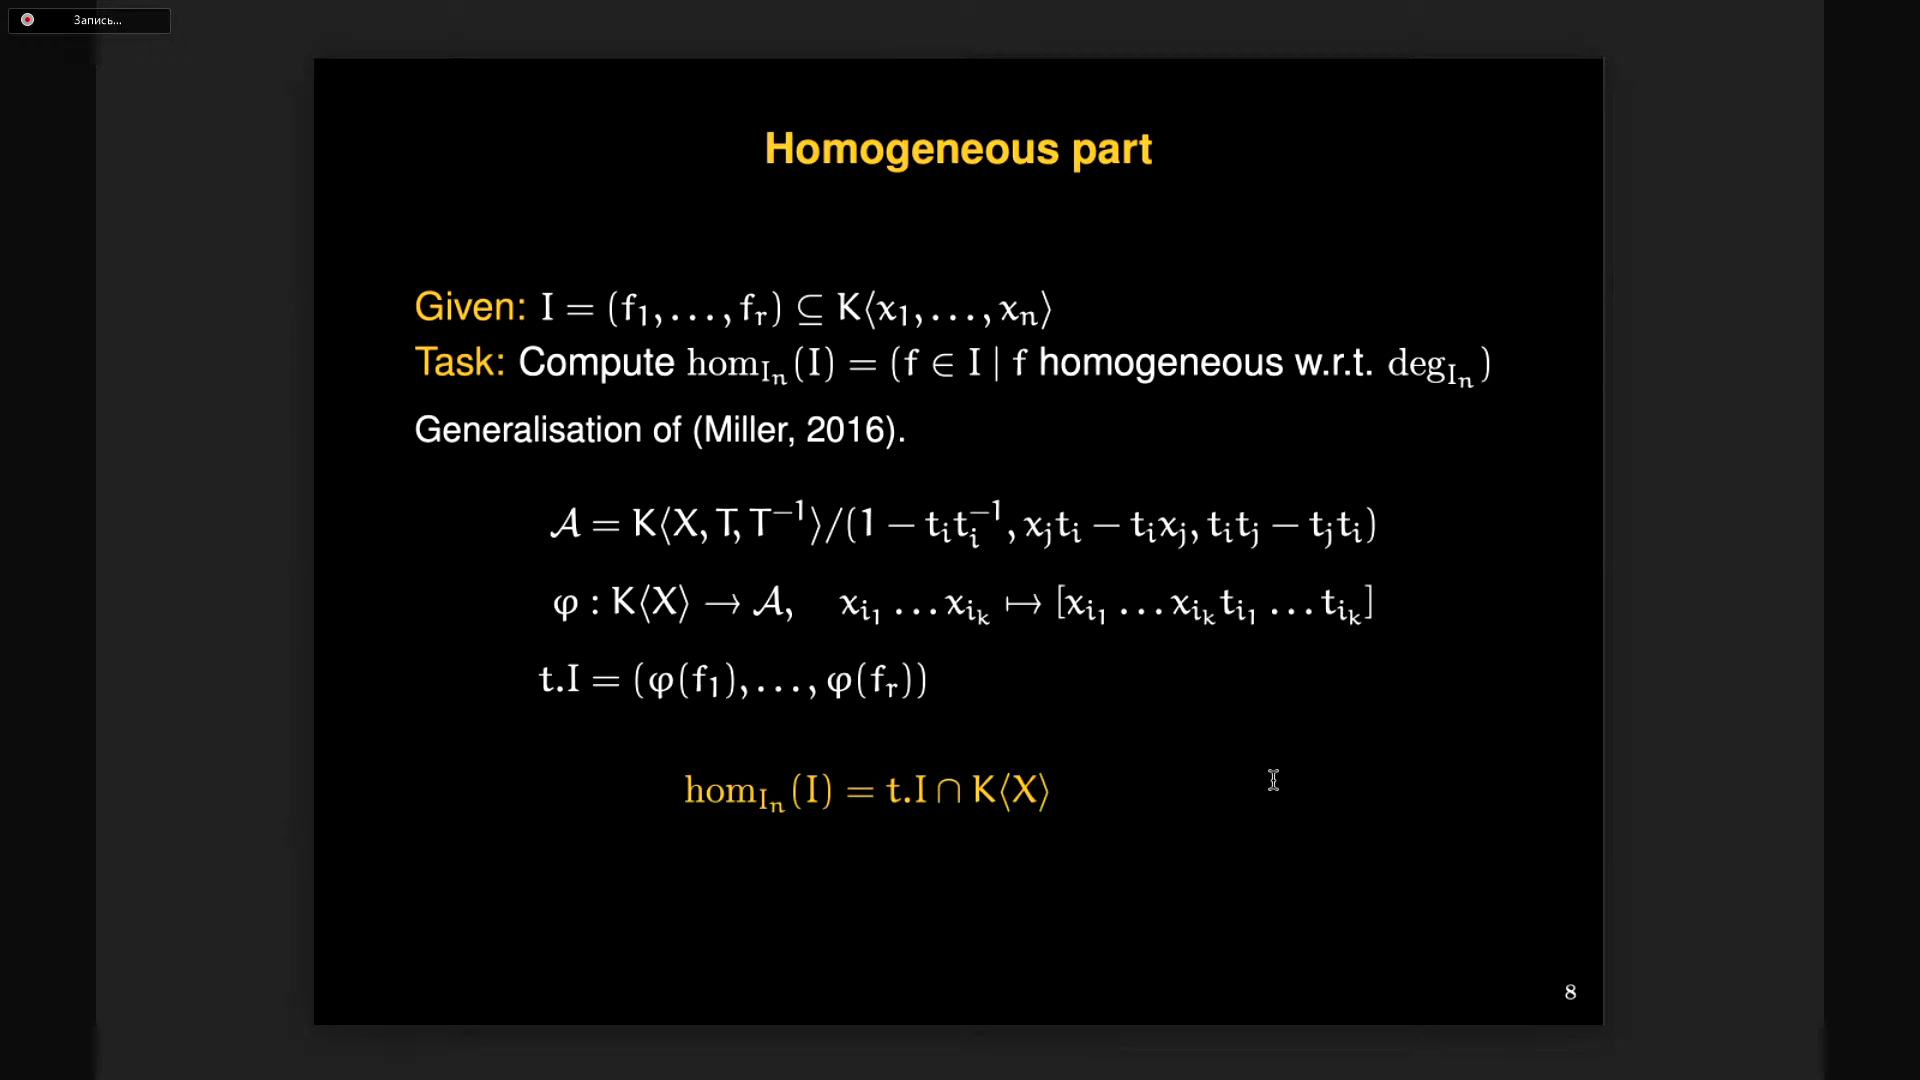 Запись...
Homogeneous part
Given: I = (f₁, . . . , fᵣ) ⊆ K⟨x₁, . . . , xₙ⟩
Task: Compute hom_{Iₙ}(I) = (f ∈ I | f homogeneous w.r.t. deg_{Iₙ})
Generalisation of (Miller, 2016).
𝒜 = K⟨X, T, T⁻¹⟩/(1 − tᵢtᵢ⁻¹, xⱼtᵢ − tᵢxⱼ, tᵢtⱼ − tⱼtᵢ)
φ : K⟨X⟩ → 𝒜, x_{i₁} . . . x_{iₖ} ↦ [x_{i₁} . . . x_{iₖ} t_{i₁} . . . t_{iₖ}]
t.I = (φ(f₁), . . . , φ(fᵣ))
hom_{Iₙ}(I) = t.I ∩ K⟨X⟩
8